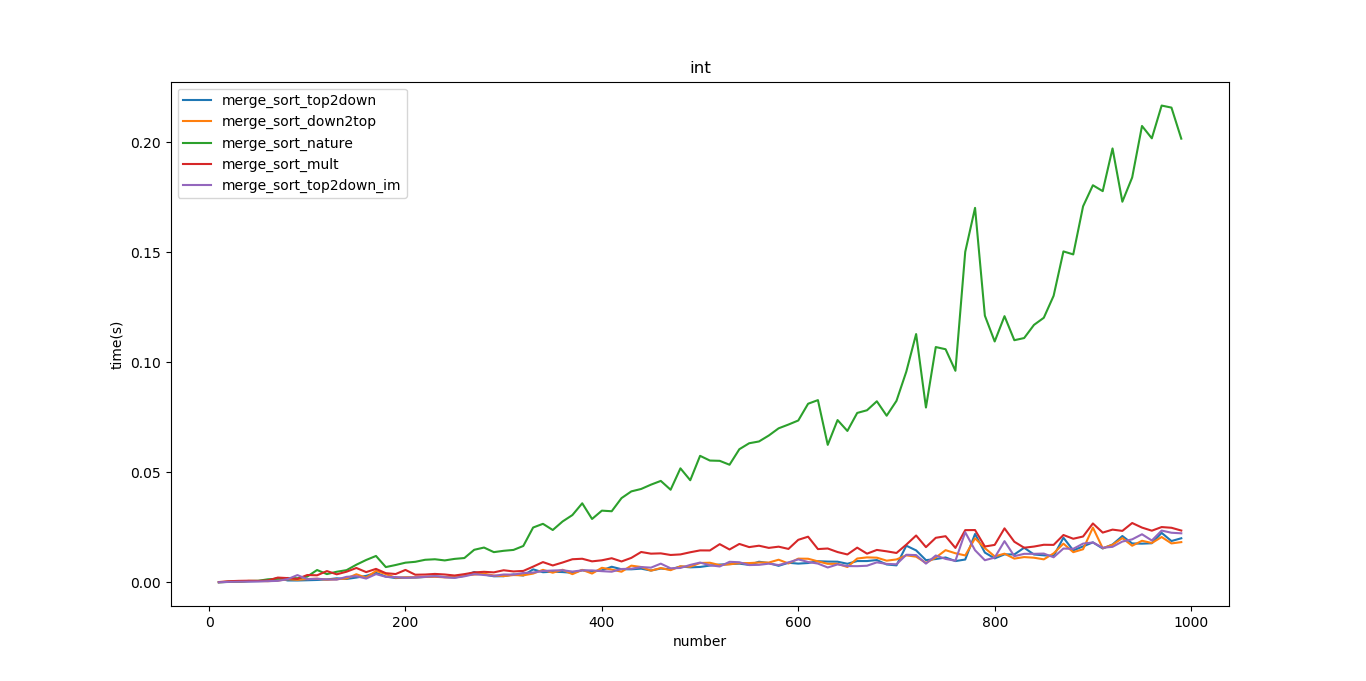 int
merge_sort_top2down
merge_sort_down2top
merge_sort_nature
merge_sort_mult
merge_sort_top2down_im
time(s)
0.20
0.15
0.10
0.05
0.00
0 200 400 600 800 1000
number